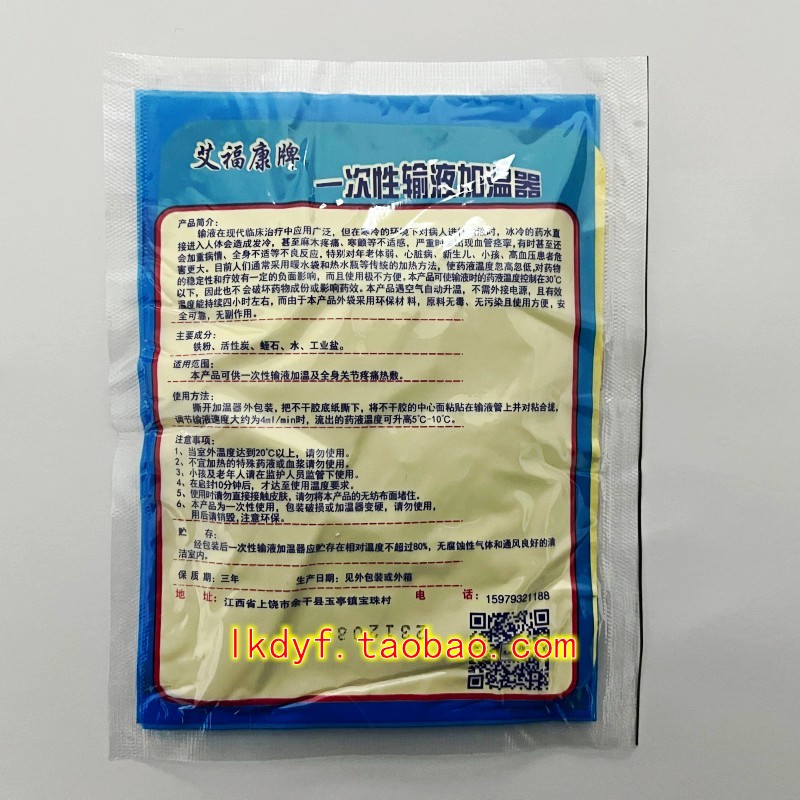 艾福康牌
一次性输液加温器
产品简介:
输液在现代临床治疗中应用广泛，但在寒冷的环境下对病人进行输液时，冰冷的药水直
接进入人体会造成发冷，甚至麻木疼痛、寒颤等不适感，严重时会出现血管痉挛，有时甚至还
会加重病情、全身不适等不良反应，特别对年老体弱、心脏病、新生儿、小孩、高血压患者危
害更大。目前人们通常采用暖水袋和热水瓶等传统的加热方法，使药液温度忽高忽低，对药物
的稳定性和疗效有一定的负面影响，而且使用极不方便。本产品可使输液时的药液温度控制在30℃
以下，因此也不会破坏药物成份或影响药效。本产品遇空气自动升温，不需外接电源，且有效
温度能持续四小时左右，而由于本产品外袋采用环保材料，原料无毒、无污染且使用方便，安
全可靠，无副作用。
主要成分:
铁粉、活性炭、蛭石、水、工业盐。
适用范围:
本产品可供一次性输液加温及全身关节疼痛热敷。
使用方法:
撕开加温器外包装，把不干胶底纸撕下，将不干胶的中心面粘贴在输液管上并对粘合拢，
调节输液速度大约为4ml/min时，流出的药液温度可升高5℃-10℃。
注意事项:
1、当室外温度达到20℃以上，请勿使用。
2、不宜加热的特殊药液或血浆请勿使用。
3、小孩及老年人请在监护人员监管下使用。
4、在启封10分钟后，才达至使用温度要求。
5、使用时请勿直接接触皮肤，请勿将本产品的无纺布面堵住。
6、本产品为一次性使用，包装破损或加温器变硬，请勿使用，
用后请销毁，注意环保。
贮 存:
经包装后一次性输液加温器应贮存在相对温度不超过80%，无腐蚀性气体和通风良好的清
洁室内。
保 质 期: 三年 生产日期: 见外包装或外箱
地 址: 江西省上饶市余干县玉亭镇宝珠村 电 话: 15979321188
231208
lkdyf.taobao.com